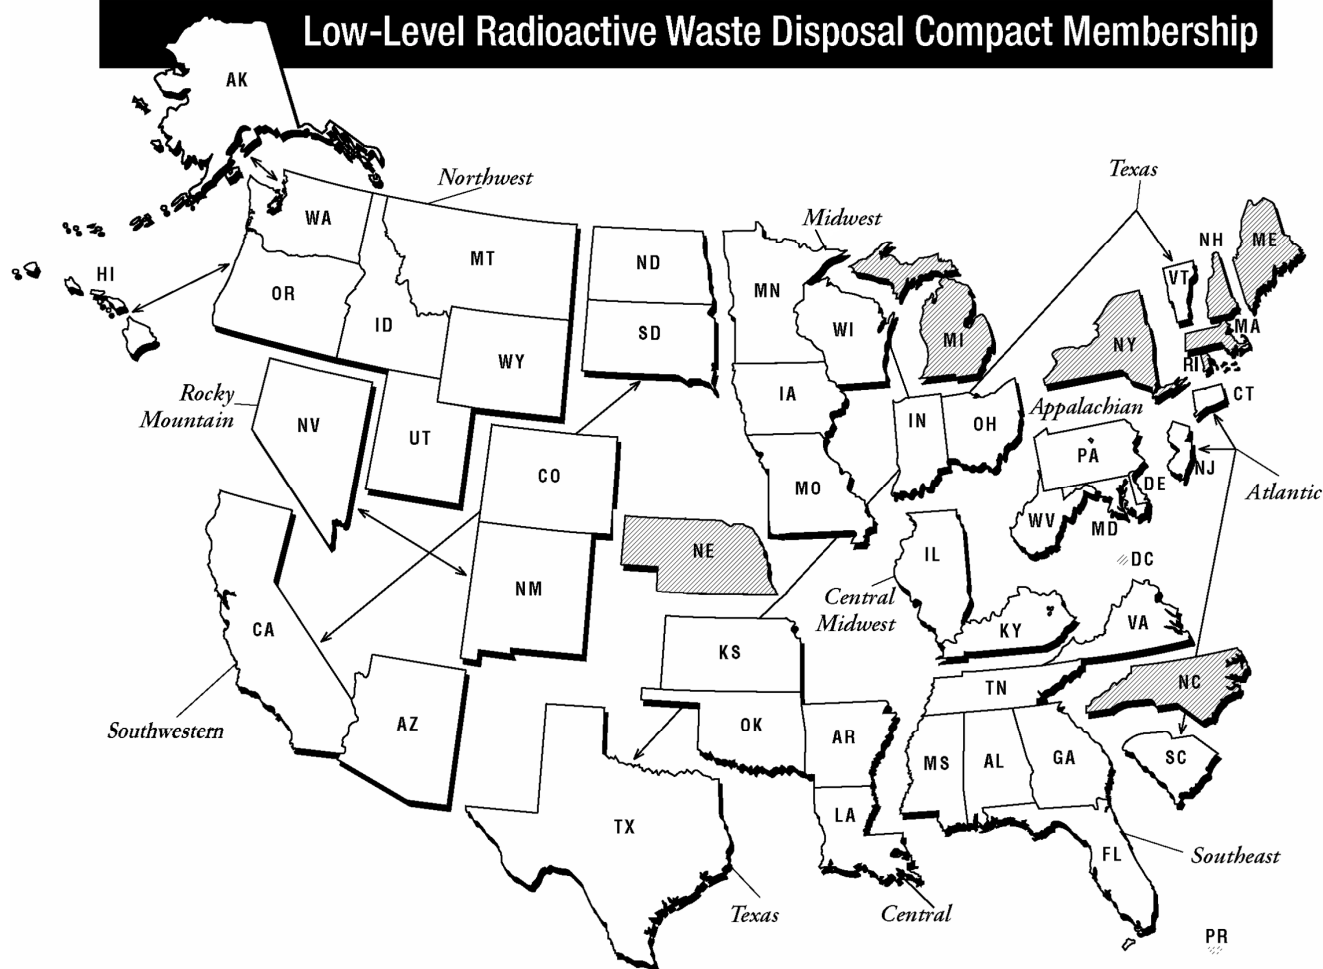 Low-Level Radioactive Waste Disposal Compact Membership
AK
Northwest
Texas
Midwest
WA
MT
ND
MN
NH
ME
HI
OR
ID
SD
WI
MI
NY
VT
MA
RI
WY
Rocky
Mountain
NV
UT
IA
IN
OH
Appalachian
CT
CO
MO
PA
NJ
DE
Atlantic
WV
MD
NE
IL
DC
NM
Central
Midwest
CA
KY
VA
KS
TN
NC
Southwestern
AZ
OK
AR
MS
AL
GA
SC
TX
LA
FL
Southeast
Texas
Central
PR